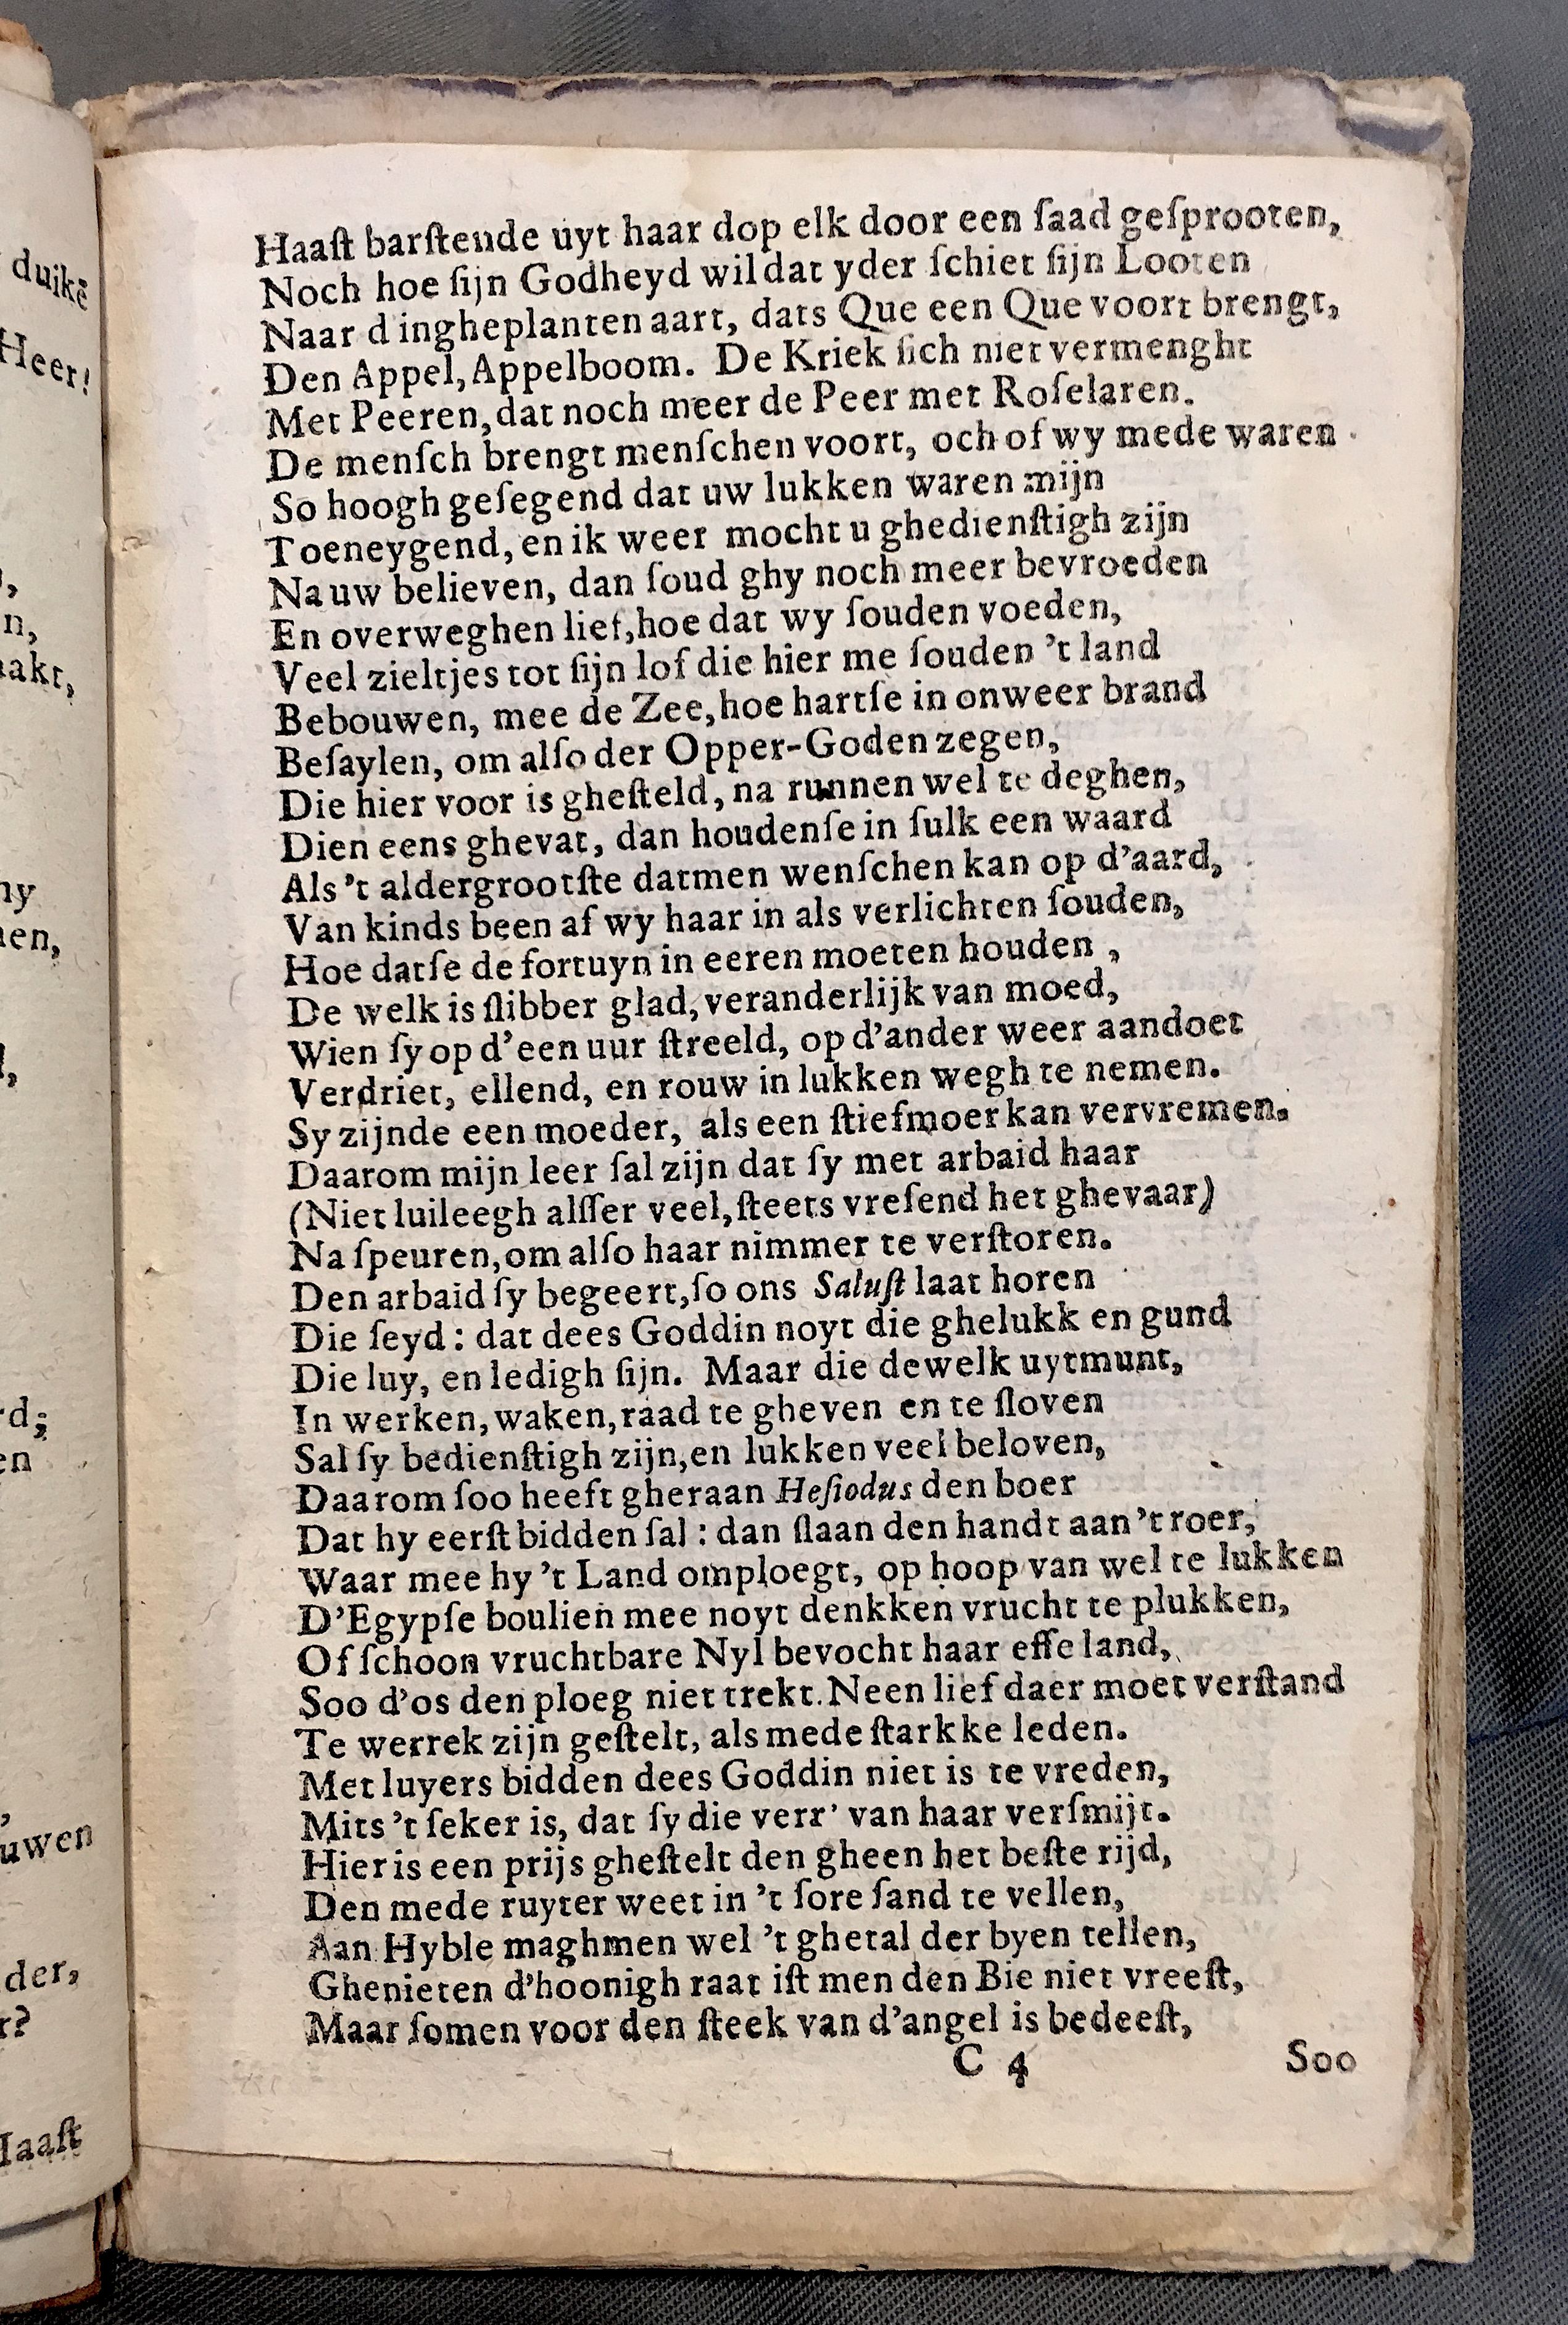 duikē
Heer!
n,
akt,
ny
en,
rd;
en
uwen
der,
r?
Haaſt
Haaſt barſtende uyt haar dop elk door een ſaad geſprooten,
Noch hoe ſijn Godheyd wil dat yder ſchiet ſijn Looten
Naar d ingheplanten aart, dats Que een Que voort brengt,
Den Appel, Appelboom. De Kriek ſich niet vermenght
Met Peeren, dat noch meer de Peer met Roſelaren.
De menſch brengt menſchen voort, och of wy mede waren
So hoogh geſegend dat uw lukken waren mijn
Toeneygend, en ik weer mocht u ghedienſtigh zijn
Na uw believen, dan ſoud ghy noch meer bevroeden
En overweghen lief, hoe dat wy ſouden voeden,
Veel zieltjes tot ſijn lof die hier me ſouden 't land
Bebouwen, mee de Zee, hoe hartſe in onweer brand
Beſaylen, om alſo der Opper-Goden zegen,
Die hier voor is gheſteld, na runnen wel te deghen,
Dien eens ghevat, dan houdenſe in ſulk een waard
Als 't aldergrootſte datmen wenſchen kan op d'aard,
Van kinds been af wy haar in als verlichten ſouden,
Hoe datſe de fortuyn in eeren moeten houden,
De welk is ſlibber glad, veranderlijk van moed,
Wien ſy op d'een uur ſtreeld, op d'ander weer aandoet
Verdriet, ellend, en rouw in lukken wegh te nemen.
Sy zijnde een moeder, als een ſtiefmoer kan vervremen.
Daarom mijn leer ſal zijn dat ſy met arbaid haar
(Niet luileegh alſſer veel, ſteets vreſend het ghevaar)
Na ſpeuren, om alſo haar nimmer te verſtoren.
Den arbaid ſy begeert, ſo ons Saluſt laat horen
Die ſeyd: dat dees Goddin noyt die ghelukk en gund
Die luy, en ledigh ſijn. Maar die dewelk uytmunt,
In werken, waken, raad te gheven en te ſloven
Sal ſy bedienſtigh zijn, en lukken veel beloven,
Daarom ſoo heeft gheraan Heſiodus den boer
Dat hy eerſt bidden ſal: dan ſlaan den handt aan 't roer,
Waar mee hy 't Land omploegt, op hoop van wel te lukken
D'Egypſe boulien mee noyt denkken vrucht te plukken,
Of ſchoon vruchtbare Nyl bevocht haar effe land,
Soo d'os den ploeg niet trekt. Neen lief daer moet verſtand
Te werrek zijn geſtelt, als mede ſtarkke leden.
Met luyers bidden dees Goddin niet is te vreden,
Mits 't ſeker is, dat ſy die verr' van haar verſmijt.
Hier is een prijs gheſtelt den gheen het beſte rijd,
Den mede ruyter weet in 't ſore ſand te vellen,
Aan Hyble maghmen wel 't ghetal der byen tellen,
Ghenieten d'hoonigh raat iſt men den Bie niet vreeſt,
Maar ſomen voor den ſteek van d'angel is bedeeſt,
C 4 Soo